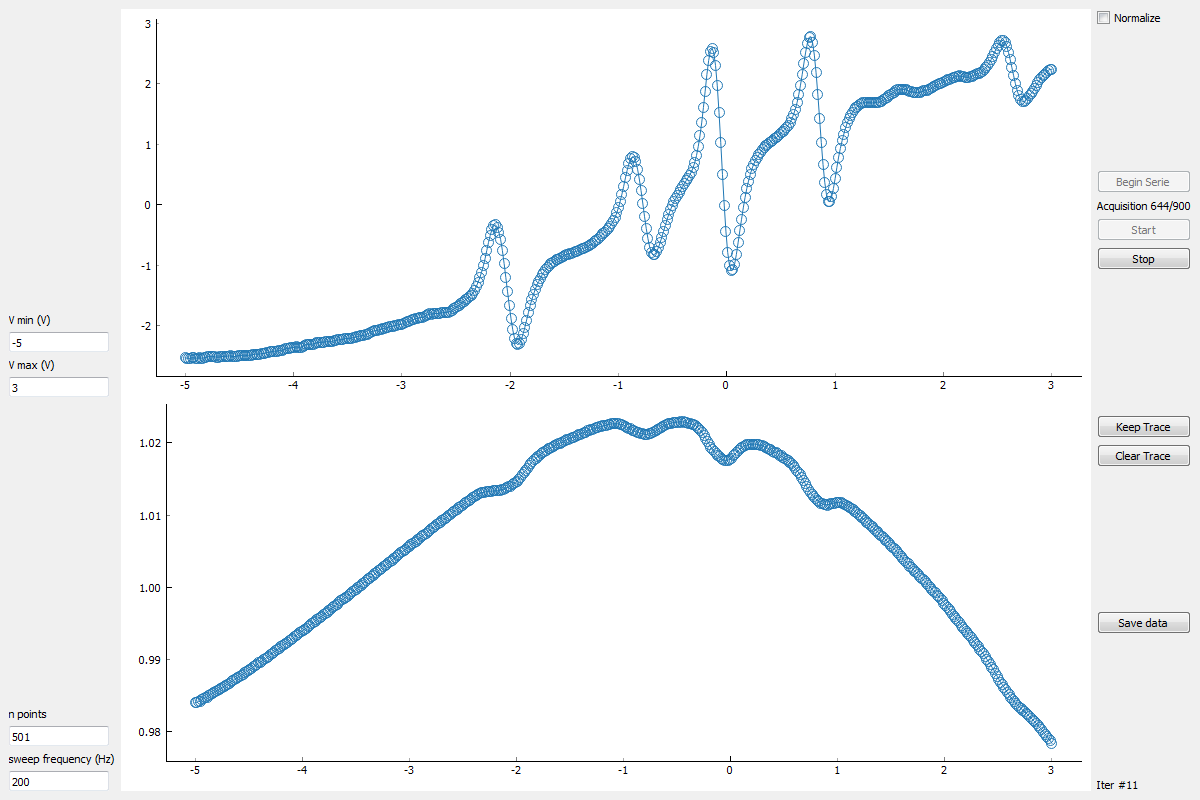 Normalize
3
2
1
0
-1
-2
-5 -4 -3 -2 -1 0 1 2 3
Begin Serie
Acquisition 644/900
Start
Stop
V min (V)
-5
V max (V)
3
1.02
1.01
1.00
0.99
0.98
-5 -4 -3 -2 -1 0 1 2 3
Keep Trace
Clear Trace
Save data
n points
501
sweep frequency (Hz)
200
Iter #11